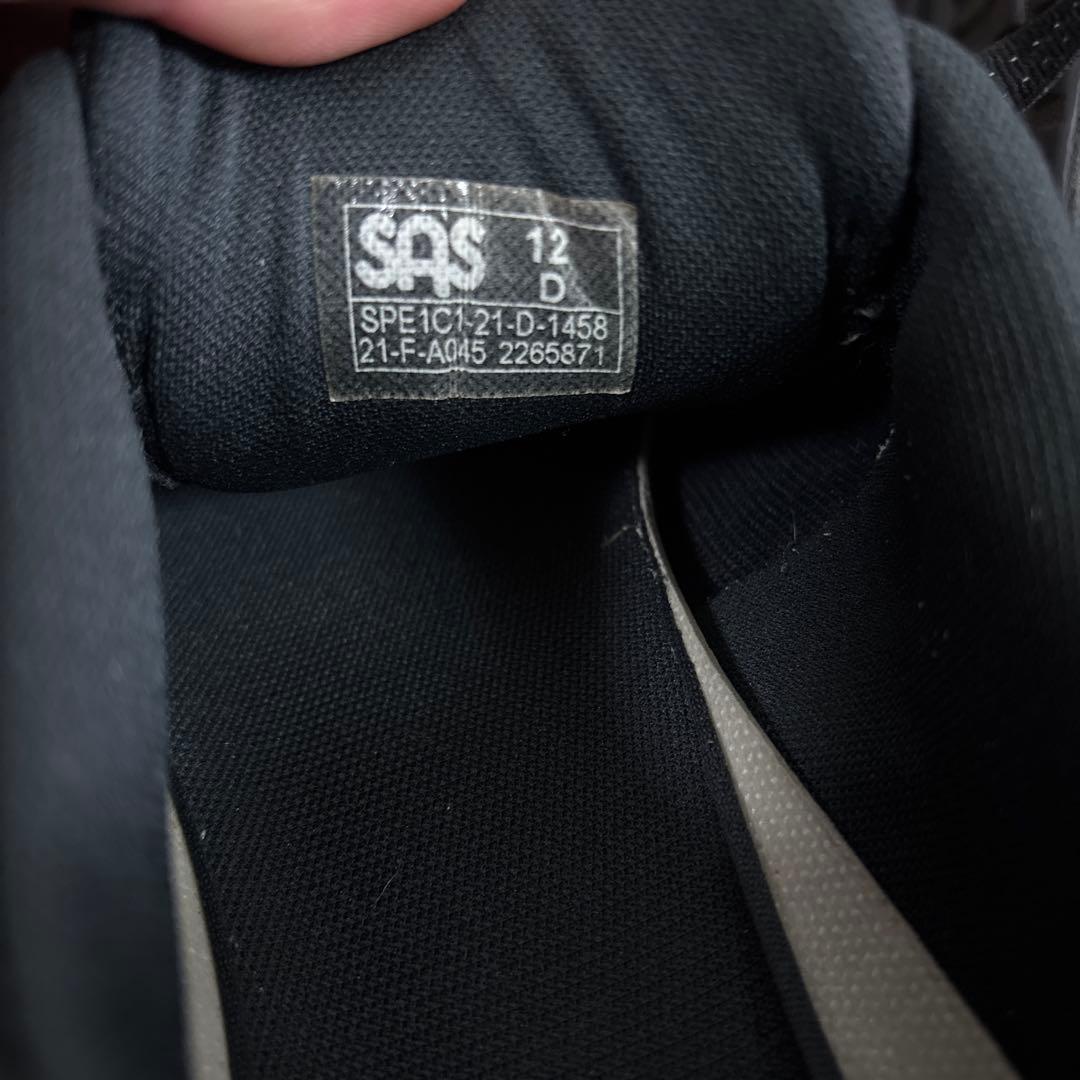 SAS 12
D
SPE1C1-21-D-1458
21-F-A045 2265871